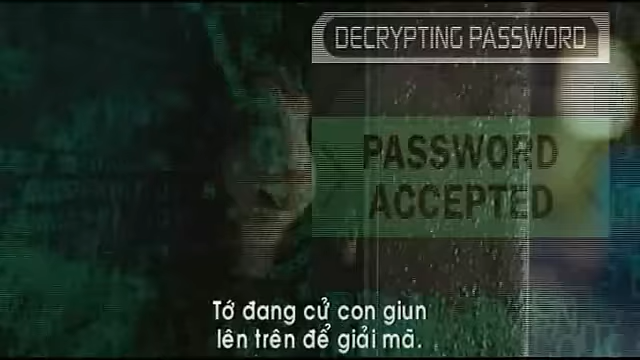 DECRYPTING PASSWORD
PASSWORD
ACCEPTED
Tớ đang cử con giun
lên trên để giải mã.